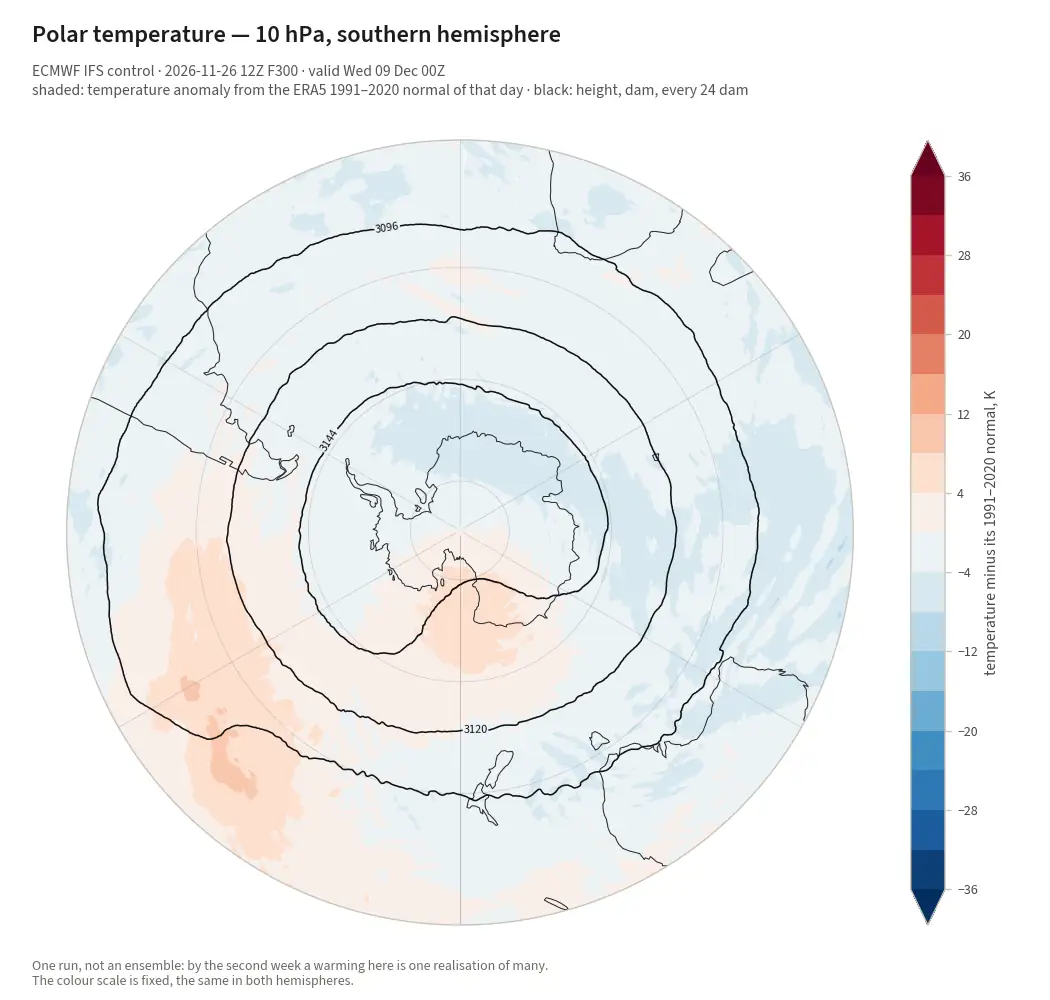 Polar temperature — 10 hPa, southern hemisphere
ECMWF IFS control · 2026-11-26 12Z F300 · valid Wed 09 Dec 00Z
shaded: temperature anomaly from the ERA5 1991–2020 normal of that day · black: height, dam, every 24 dam
3096
3144
3120
36
28
20
12
4
−4
−12
−20
−28
−36
temperature minus its 1991–2020 normal, K
One run, not an ensemble: by the second week a warming here is one realisation of many.
The colour scale is fixed, the same in both hemispheres.